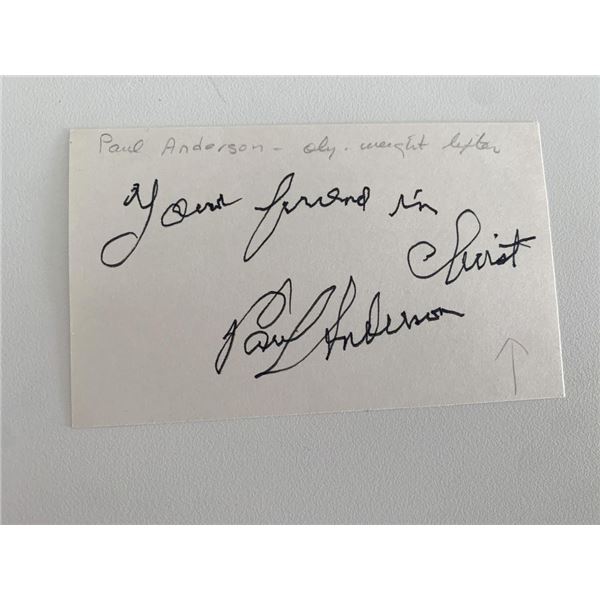 Paul Anderson - oly. weight lifter
Your friend in
Christ
Paul Anderson